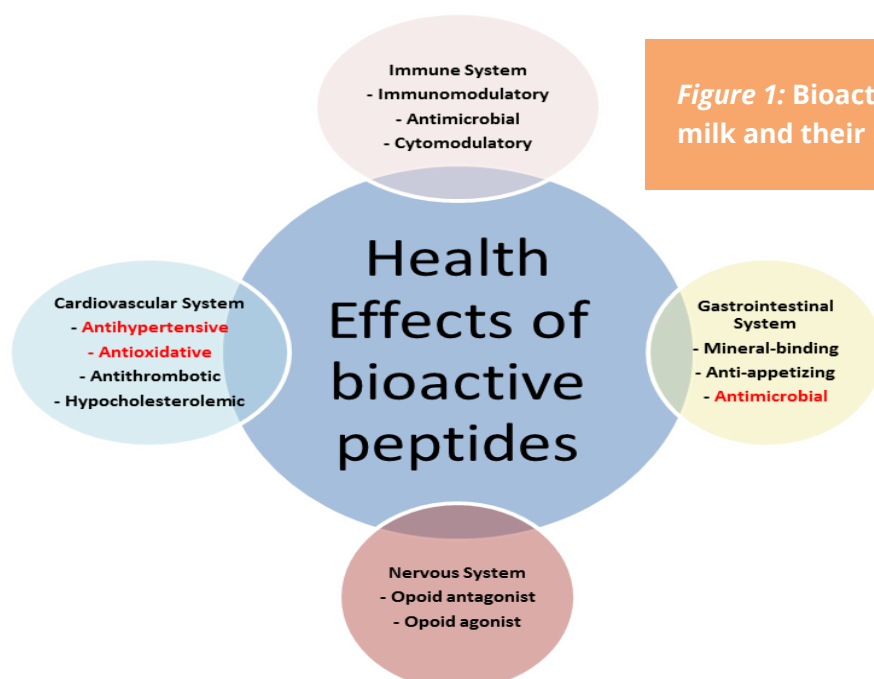 Immune System
- Immunomodulatory
- Antimicrobial
- Cytomodulatory
Figure 1: Bioact
milk and their
Health
Effects of
bioactive
peptides
Cardiovascular System
- Antihypertensive
- Antioxidative
- Antithrombotic
- Hypocholesterolemic
Gastrointestinal
System
- Mineral-binding
- Anti-appetizing
- Antimicrobial
Nervous System
- Opoid antagonist
- Opoid agonist